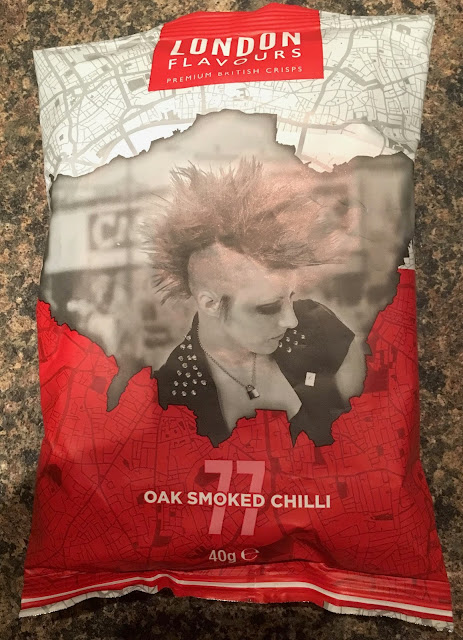 LONDON
FLAVOURS
PREMIUM BRITISH CRISPS
77
OAK SMOKED CHILLI
40g ℮